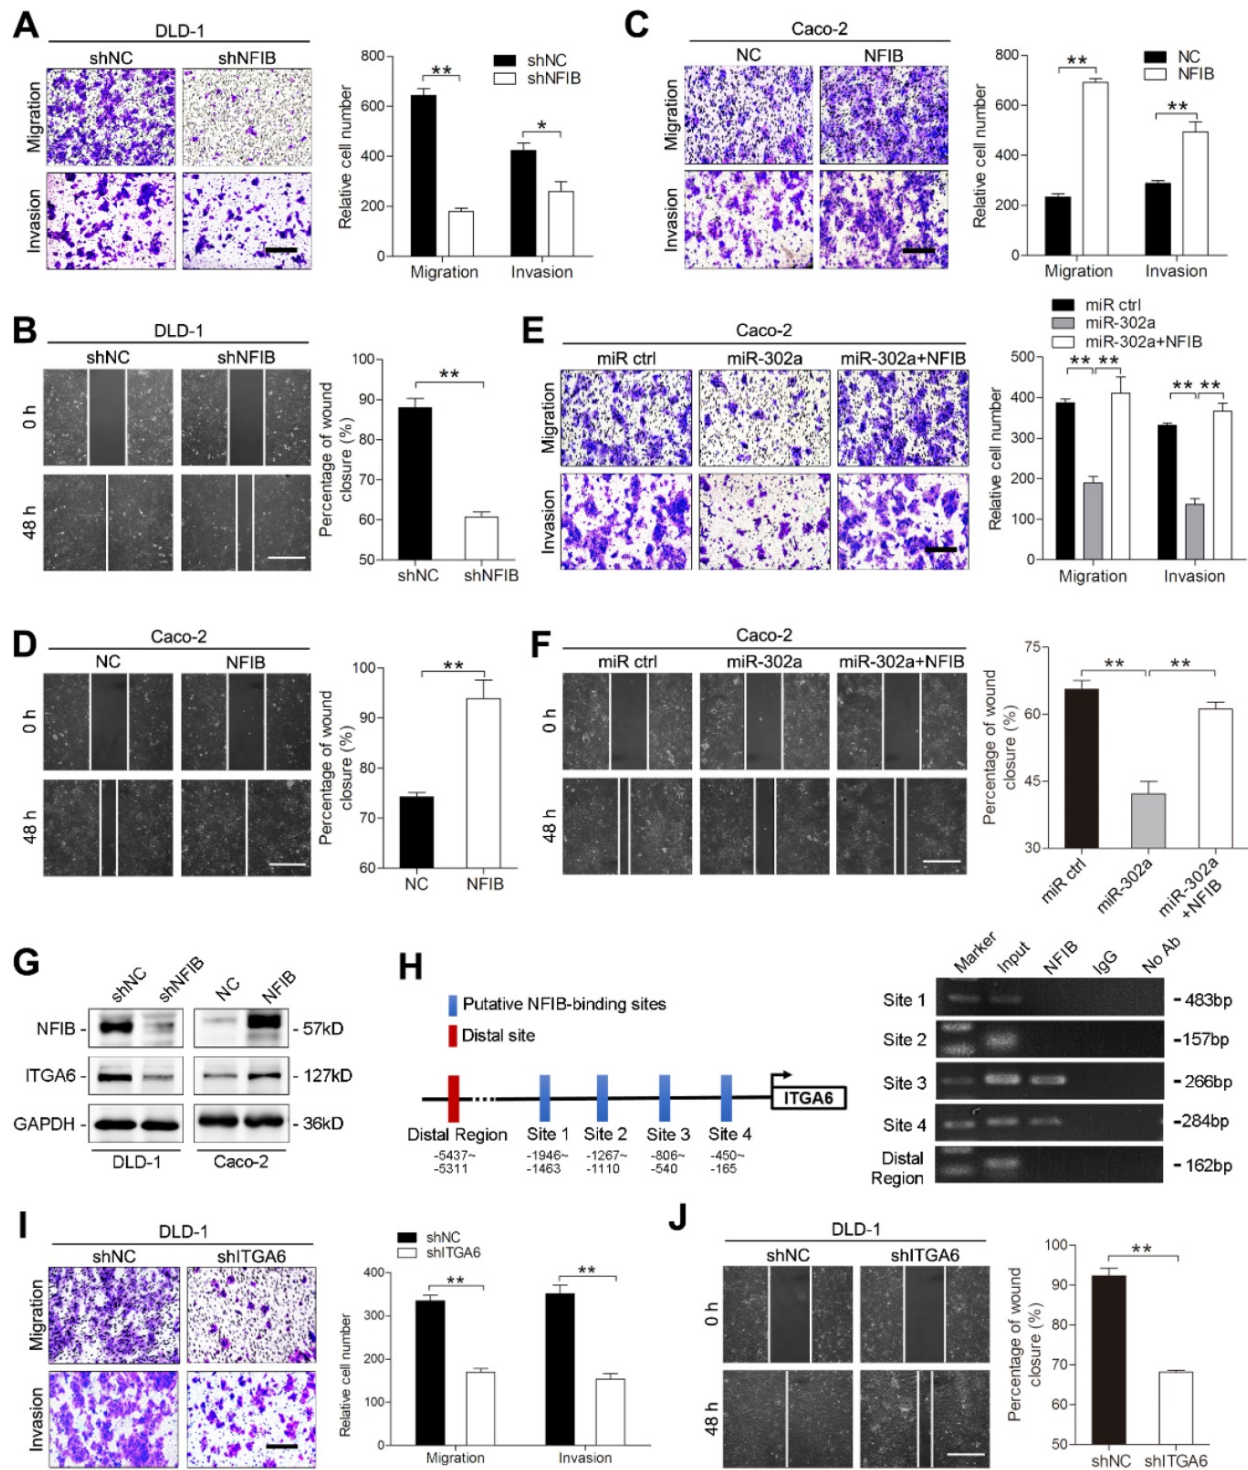 A
DLD-1
shNC shNFIB
Migration
Invasion
Relative cell number
800
600
400
200
0
** *
shNC
shNFIB
Migration Invasion
C
Caco-2
NC NFIB
Migration
Invasion
Relative cell number
800
600
400
200
0
** **
NC
NFIB
Migration Invasion
B
DLD-1
shNC shNFIB
0 h
48 h
Percentage of wound
closure (%)
100
90
80
70
60
50
**
shNC shNFIB
E
Caco-2
miR ctrl miR-302a miR-302a+NFIB
Migration
Invasion
miR ctrl
miR-302a
miR-302a+NFIB
Relative cell number
500
400
300
200
100
0
** ** ** **
Migration Invasion
D
Caco-2
NC NFIB
0 h
48 h
Percentage of wound
closure (%)
100
90
80
70
60
**
NC NFIB
F
Caco-2
miR ctrl miR-302a miR-302a+NFIB
0 h
48 h
Percentage of wound
closure (%)
75
60
45
30
** **
miR ctrl
miR-302a
miR-302a
+NFIB
G
shNC shNFIB NC NFIB
NFIB - - 57kD
ITGA6 - - 127kD
GAPDH - - 36kD
DLD-1 Caco-2
H
Putative NFIB-binding sites
Distal site
ITGA6
Distal Region Site 1 Site 2 Site 3 Site 4
-5437~ -1946~ -1267~ -806~ -450~
-5311 -1463 -1110 -540 -165
Marker Input NFIB IgG No Ab
Site 1 - 483bp
Site 2 -157bp
Site 3 - 266bp
Site 4 -284bp
Distal
Region - 162bp
I
DLD-1
shNC shITGA6
Migration
Invasion
shNC
shITGA6
Relative cell number
400
300
200
100
0
** **
Migration Invasion
J
DLD-1
shNC shITGA6
0 h
48 h
Percentage of wound
closure (%)
100
90
80
70
60
50
**
shNC shITGA6